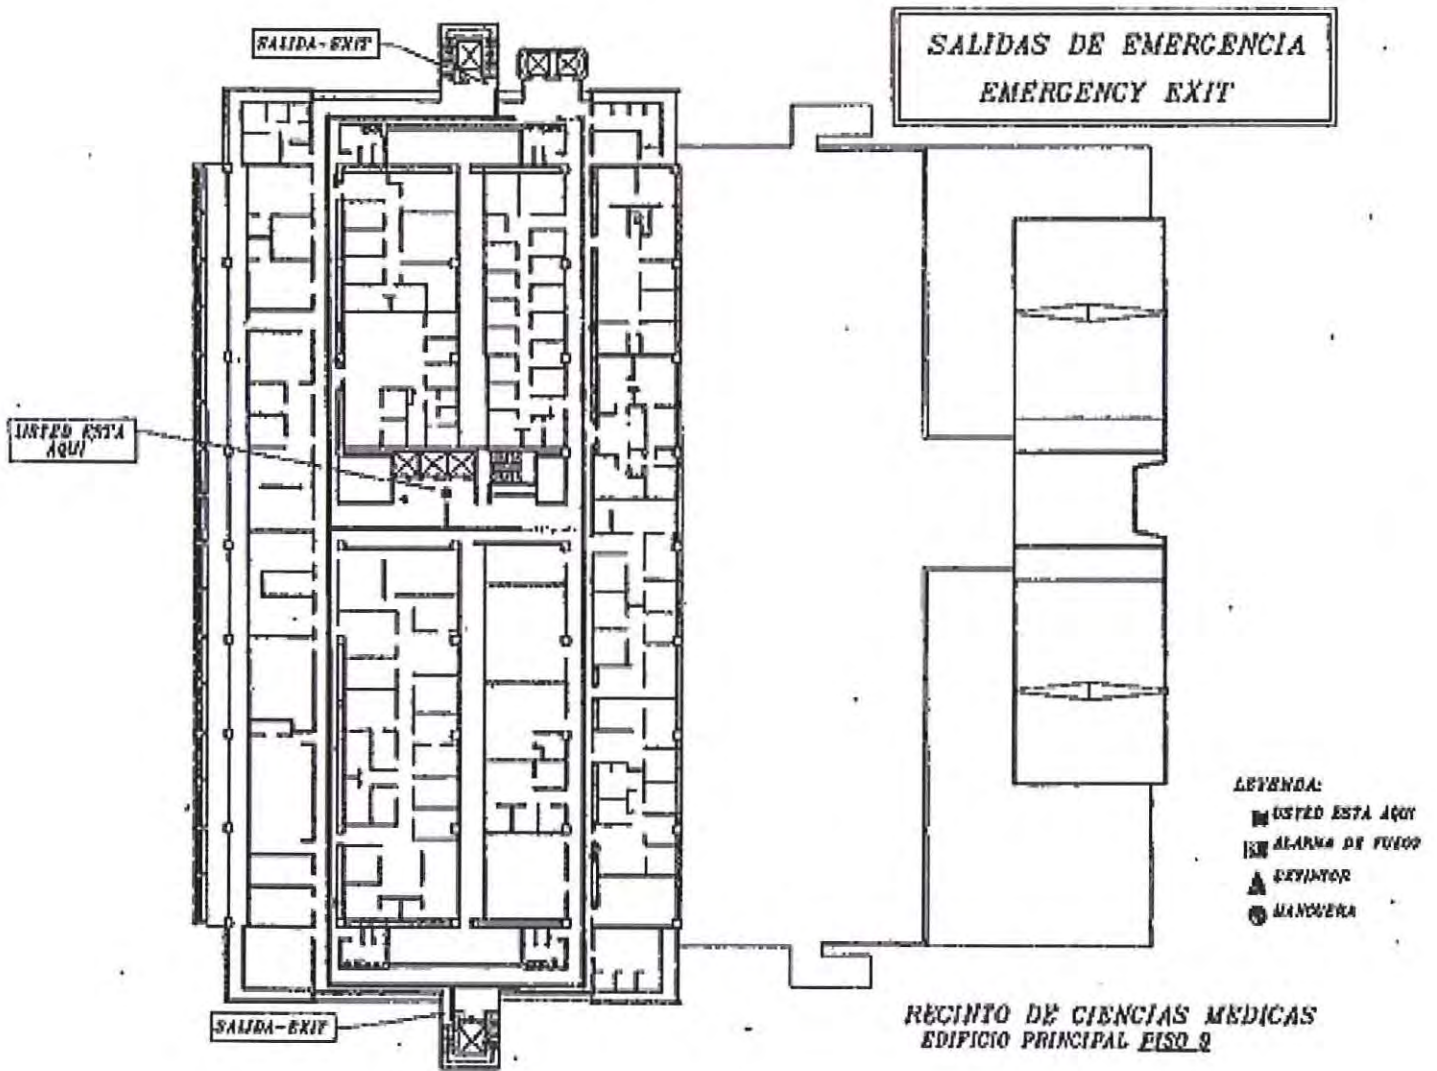 SALIDA-EXIT
SALIDAS DE EMERGENCIA
EMERGENCY EXIT
USTED ESTA
AQUI
LEYENDA:
USTED ESTA AQUI
ALARMA DE FUEGO
EXTINTOR
MANGUERA
SALIDA-EXIT
RECINTO DE CIENCIAS MEDICAS
EDIFICIO PRINCIPAL PISO 9